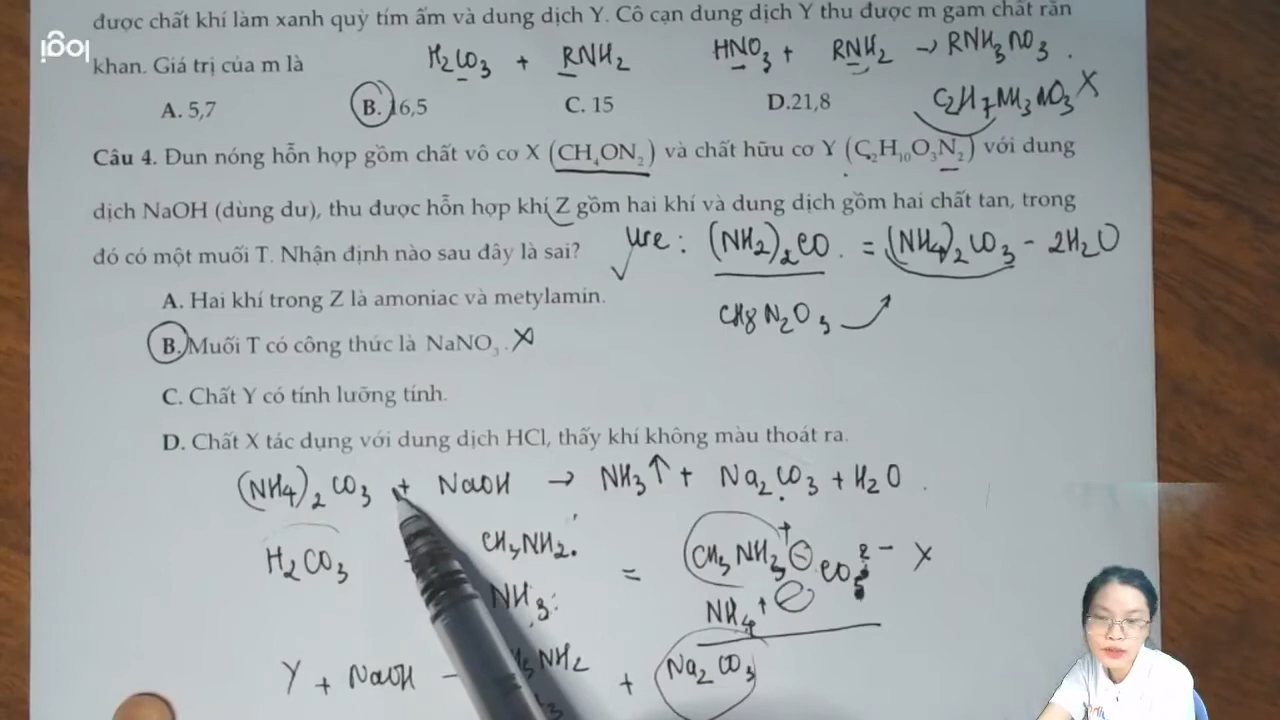 được chất khí làm xanh quỳ tím ẩm và dung dịch Y. Cô cạn dung dịch Y thu được m gam chất rắn
logi
khan. Giá trị của m là
H₂CO₃ + RNH₂
HNO₃ + RNH₂ → RNH₃NO₃.
A. 5,7 B. 16,5 C. 15 D.21,8
C₂H₇NH₃NO₃ X
Câu 4. Đun nóng hỗn hợp gồm chất vô cơ X (CH₄ON₂) và chất hữu cơ Y (C₂H₁₀O₃N₂) với dung
dịch NaOH (dùng dư), thu được hỗn hợp khí Z gồm hai khí và dung dịch gồm hai chất tan, trong
đó có một muối T. Nhận định nào sau đây là sai?
Ure : (NH₂)₂CO. = (NH₄)₂CO₃ - 2H₂O
A. Hai khí trong Z là amoniac và metylamin.
CH8 N₂O₃
B. Muối T có công thức là NaNO₃. X
C. Chất Y có tính lưỡng tính.
D. Chất X tác dụng với dung dịch HCl, thấy khí không màu thoát ra.
(NH₄)₂CO₃ + NaOH → NH₃↑ + Na₂CO₃ + H₂O.
H₂CO₃ CH₃NH₂. = CH₃NH₃⁺ ⊖ CO₃²⁻ X
NH₃: NH₄⁺ ⊖
Y + NaOH NH₂ + Na₂CO₃